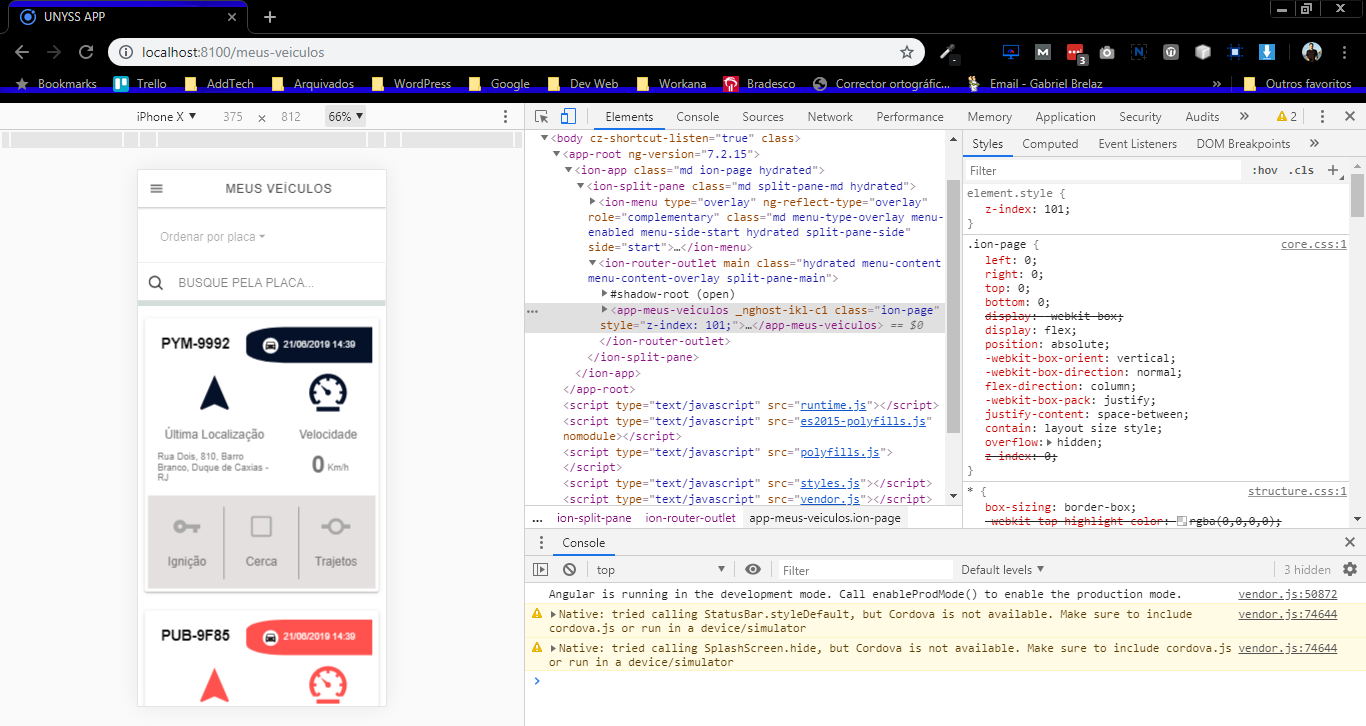 UNYSS APP
localhost:8100/meus-veiculos
Bookmarks Trello AddTech Arquivados WordPress Google Dev Web Workana Bradesco Corrector ortográfic... Email - Gabriel Brelaz » Outros favoritos
iPhone X ▼ 375 × 812 66% ▼
MEUS VEÍCULOS
Ordenar por placa
BUSQUE PELA PLACA...
PYM-9992 21/06/2019 14:39
Última Localização Velocidade
Rua Dois, 810, Barro
Branco, Duque de Caxias -
RJ
0 Km/h
Ignição Cerca Trajetos
PUB-9F85 21/06/2019 14:39
Elements Console Sources Network Performance Memory Application Security Audits » 2
<body cz-shortcut-listen="true" class>
<app-root ng-version="7.2.15">
<ion-app class="md ion-page hydrated">
<ion-split-pane class="md split-pane-md hydrated">
<ion-menu type="overlay" ng-reflect-type="overlay"
role="complementary" class="md menu-type-overlay menu-
enabled menu-side-start hydrated split-pane-side"
side="start">…</ion-menu>
<ion-router-outlet main class="hydrated menu-content
menu-content-overlay split-pane-main">
#shadow-root (open)
<app-meus-veiculos _nghost-ikl-c1 class="ion-page"
style="z-index: 101;">…</app-meus-veiculos> == $0
</ion-router-outlet>
</ion-split-pane>
</ion-app>
</app-root>
<script type="text/javascript" src="runtime.js"></script>
<script type="text/javascript" src="es2015-polyfills.js"
nomodule></script>
<script type="text/javascript" src="polyfills.js">
</script>
<script type="text/javascript" src="styles.js"></script>
<script type="text/javascript" src="vendor.js"></script>
... ion-split-pane ion-router-outlet app-meus-veiculos.ion-page
Styles Computed Event Listeners DOM Breakpoints »
Filter :hov .cls +
element.style {
z-index: 101;
}
.ion-page { core.css:1
left: 0;
right: 0;
top: 0;
bottom: 0;
display: -webkit-box;
display: flex;
position: absolute;
-webkit-box-orient: vertical;
-webkit-box-direction: normal;
flex-direction: column;
-webkit-box-pack: justify;
justify-content: space-between;
contain: layout size style;
overflow: hidden;
z-index: 0;
}
* { structure.css:1
box-sizing: border-box;
-webkit-tap-highlight-color: rgba(0,0,0,0);
Console
top Filter Default levels ▼ 3 hidden
Angular is running in the development mode. Call enableProdMode() to enable the production mode. vendor.js:50872
Native: tried calling StatusBar.styleDefault, but Cordova is not available. Make sure to include vendor.js:74644
cordova.js or run in a device/simulator
Native: tried calling SplashScreen.hide, but Cordova is not available. Make sure to include cordova.js vendor.js:74644
or run in a device/simulator